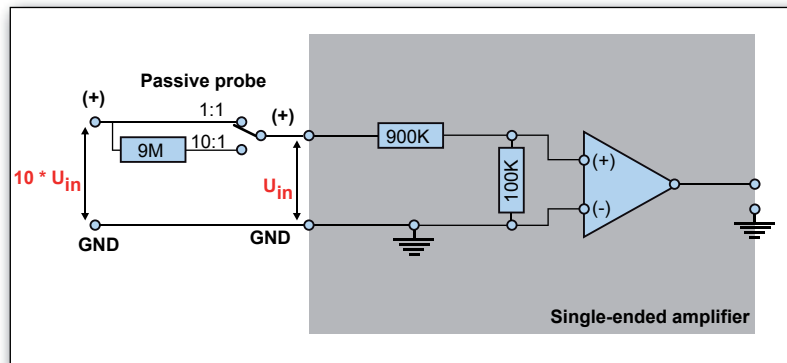 Passive probe
(+)
1:1
(+)
9M
10:1
900K
100K
(+)
(-)
10 * Uin
Uin
GND
GND
Single-ended amplifier